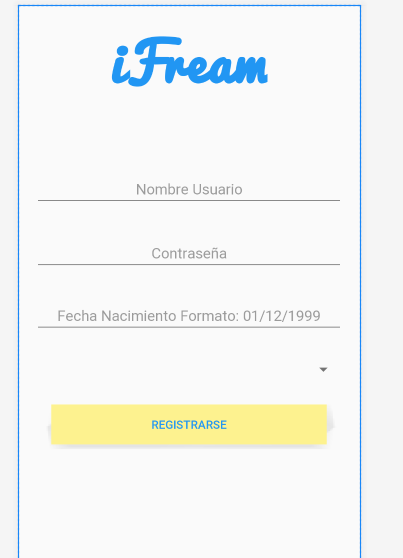 iFream
Nombre Usuario
Contraseña
Fecha Nacimiento Formato: 01/12/1999
REGISTRARSE